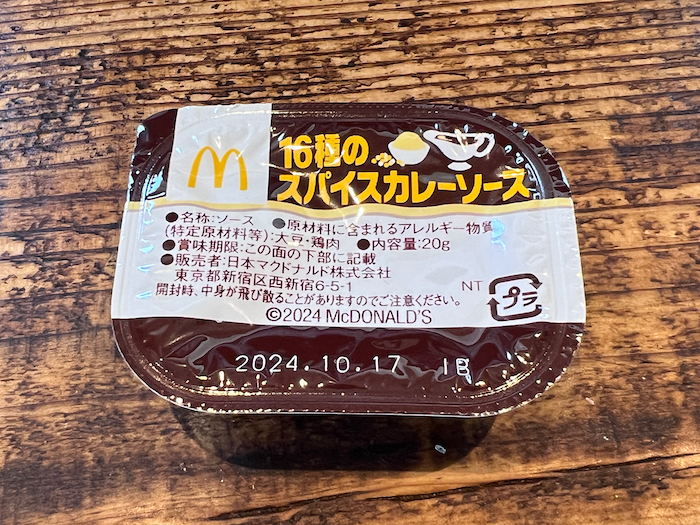 16種の
スパイスカレーソース
●名称:ソース ●原材料に含まれるアレルギー物質
(特定原材料等):大豆・鶏肉 ●内容量:20g
●賞味期限:この面の下部に記載
●販売者:日本マクドナルド株式会社
東京都新宿区西新宿6-5-1 NT
開封時、中身が飛び散ることがありますのでご注意ください。
プラ
©2024 McDONALD'S
2024.10.17 IB